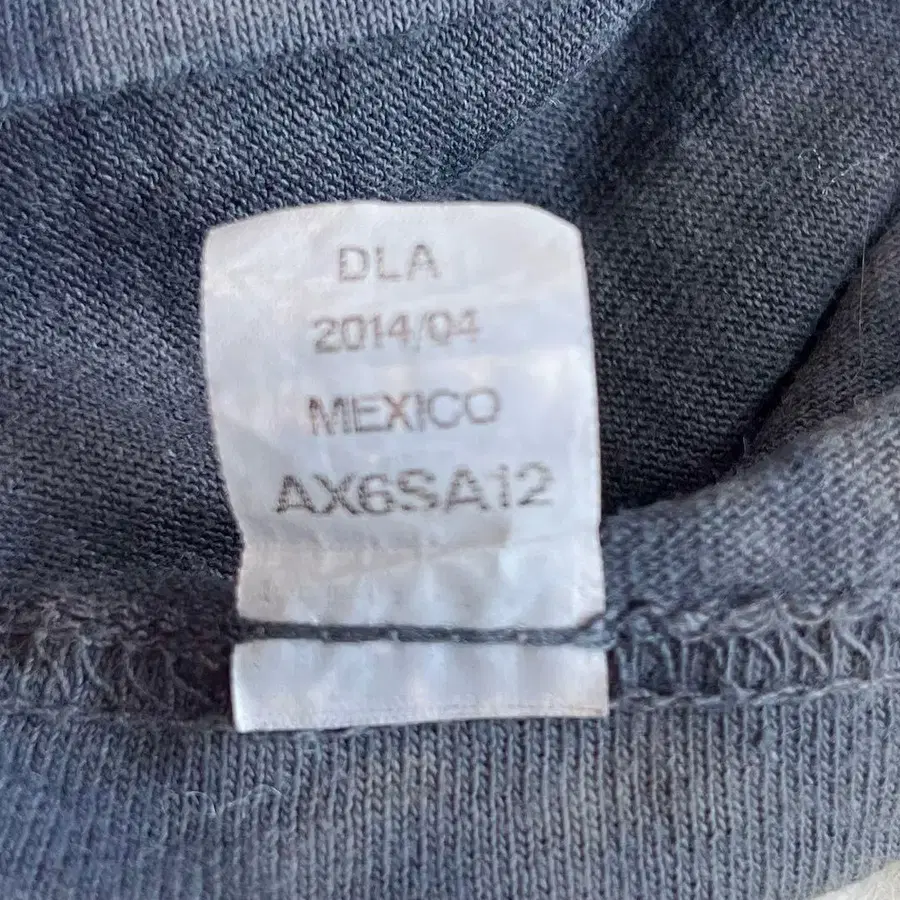 DLA
2014/04
MEXICO
AX6SA12